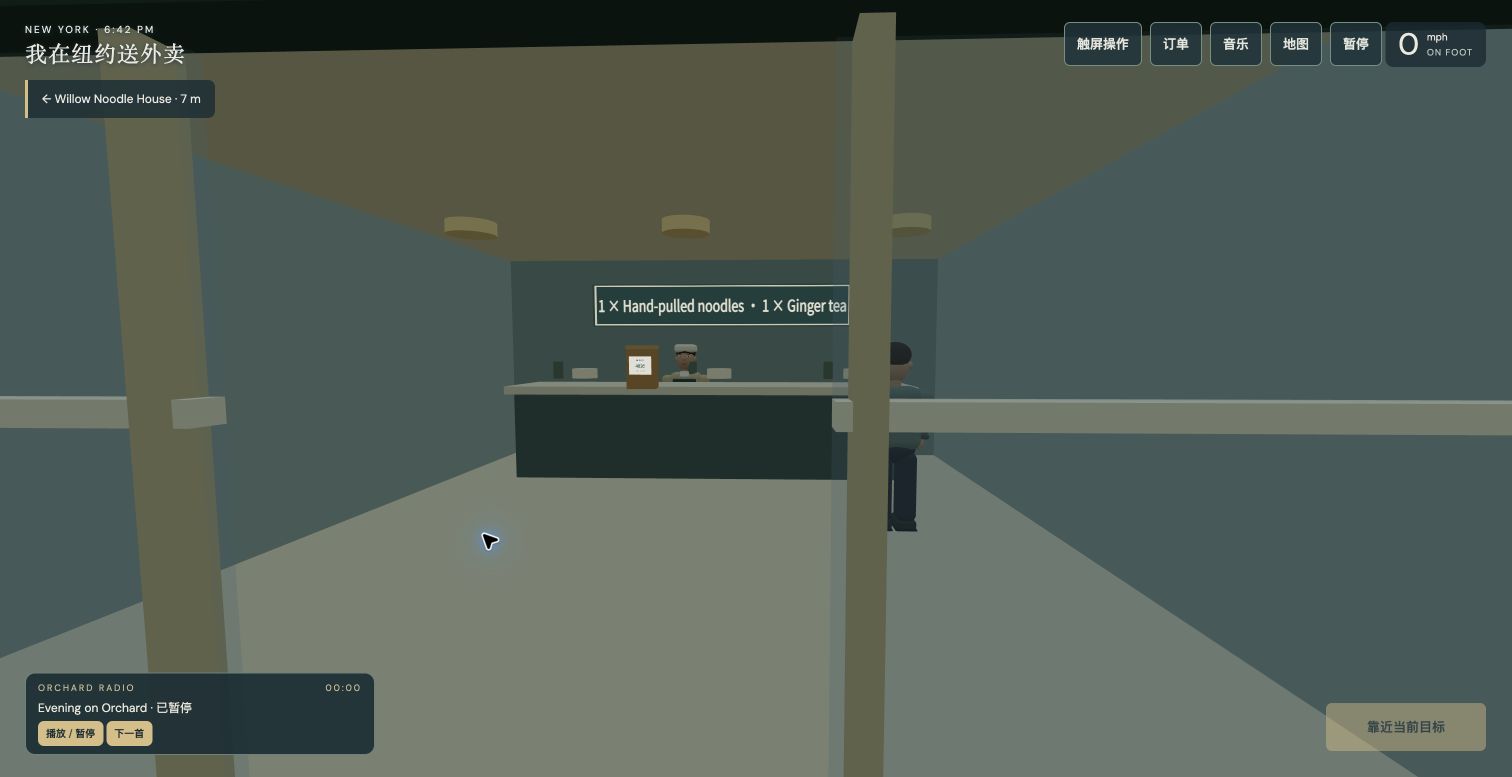 NEW YORK · 6:42 PM
我在纽约送外卖
← Willow Noodle House · 7 m
触屏操作
订单
音乐
地图
暂停
0 mph
ON FOOT
1 × Hand-pulled noodles • 1 × Ginger tea
ORCHARD RADIO 00:00
Evening on Orchard · 已暂停
播放 / 暂停
下一首
靠近当前目标